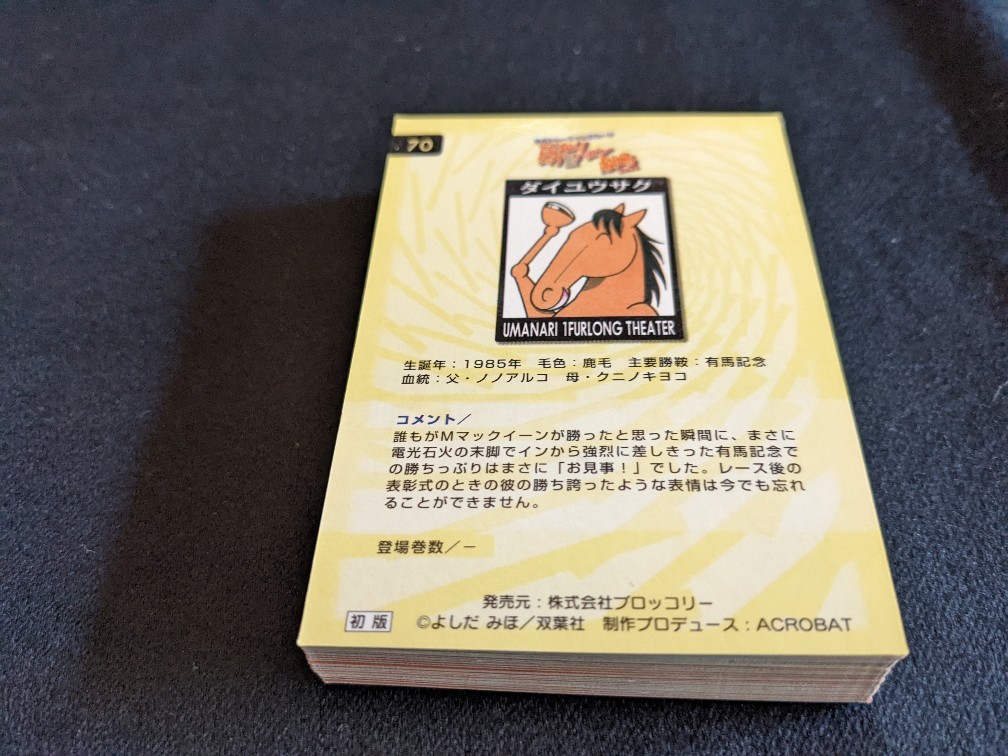 70
ダイユウサク
UMANARI 1FURLONG THEATER
生誕年：1985年　毛色：鹿毛　主要勝鞍：有馬記念
血統：父・ノノアルコ　母・クニノキヨコ
コメント／
誰もがMマックイーンが勝ったと思った瞬間に、まさに
電光石火の末脚でインから強烈に差しきった有馬記念で
の勝ちっぷりはまさに「お見事！」でした。レース後の
表彰式のときの彼の勝ち誇ったような表情は今でも忘れ
ることができません。
登場巻数／－
発売元：株式会社ブロッコリー
初版
©よしだ みほ／双葉社　制作プロデュース：ACROBAT